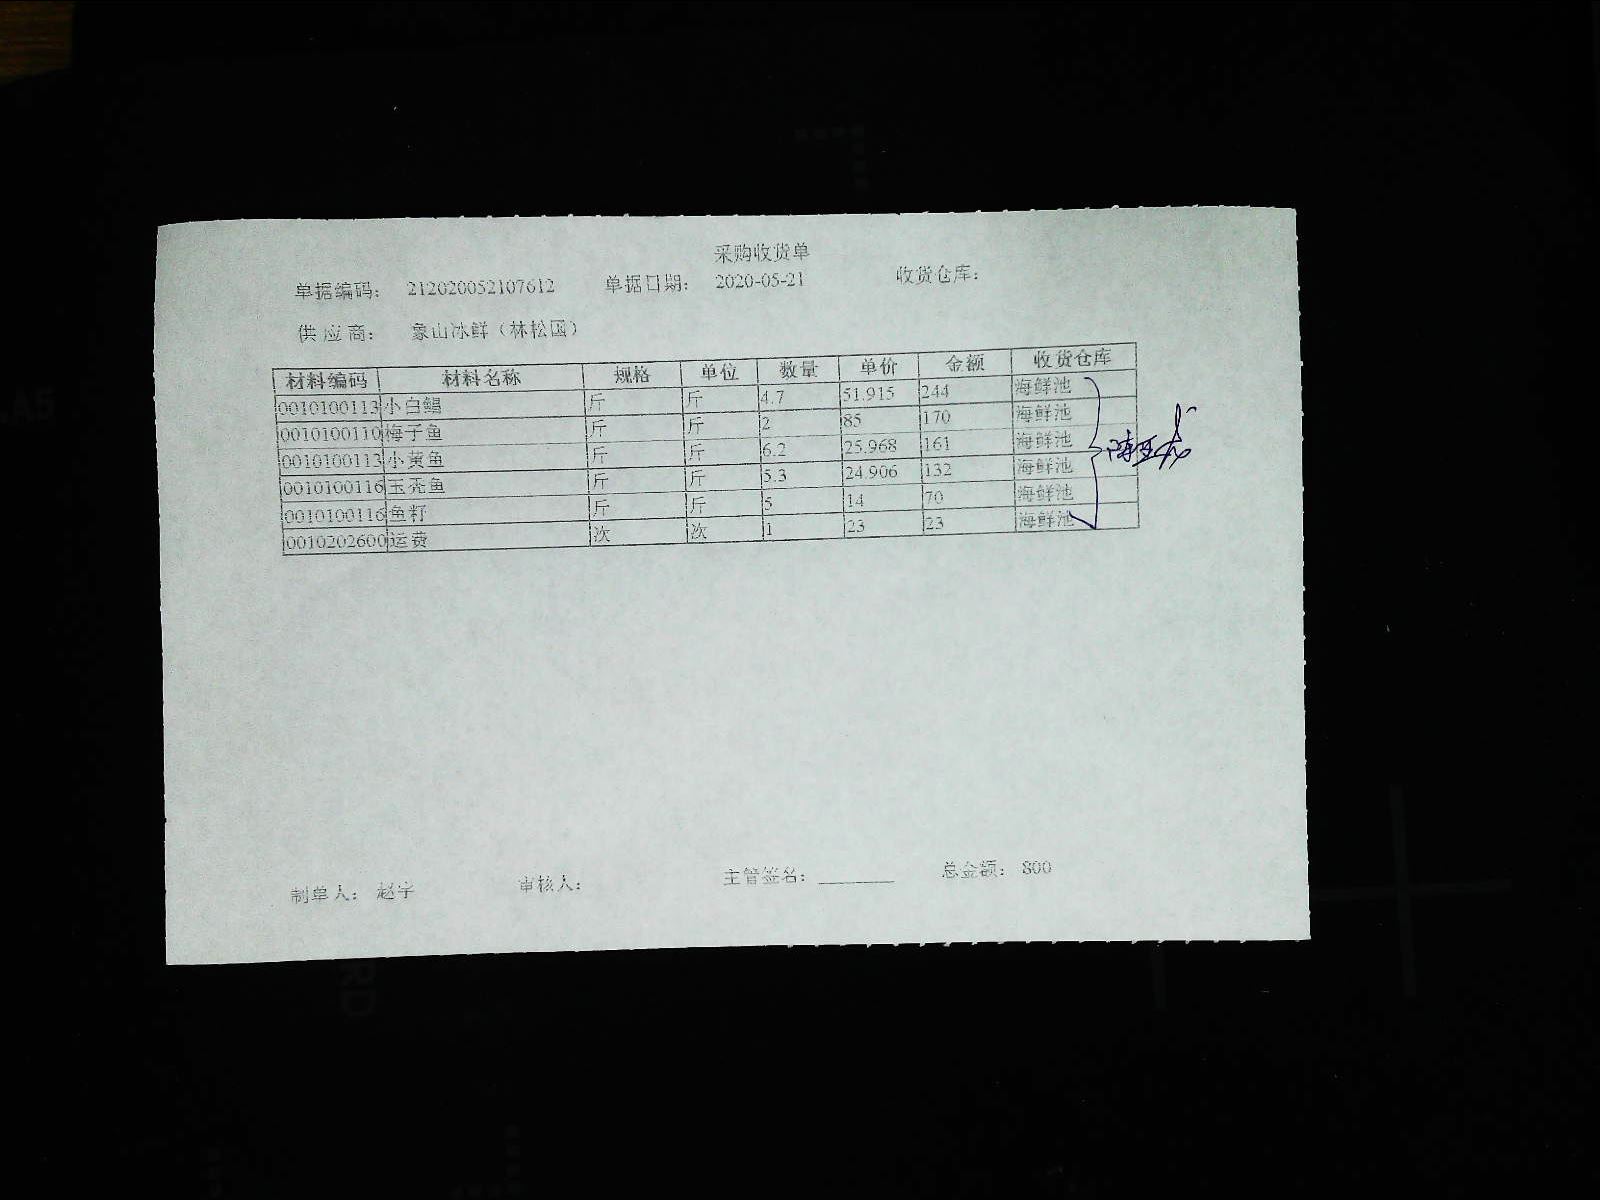 采购收货单
单据编码: 212020052107612 单据日期: 2020-05-21 收货仓库:
供应商: 象山冰鲜（林松国）
材料编码 材料名称 规格 单位 数量 单价 金额 收货仓库
0010100113 小白鲳 斤 斤 4.7 51.915 244 海鲜池
0010100110 梅子鱼 斤 斤 2 85 170 海鲜池
0010100113 小黄鱼 斤 斤 6.2 25.968 161 海鲜池
0010100116 玉秃鱼 斤 斤 5.3 24.906 132 海鲜池
0010100116 鱼籽 斤 斤 5 14 70 海鲜池
0010202600 运费 次 次 1 23 23 海鲜池
制单人: 赵宇 审核人: 主管签名: 总金额: 800